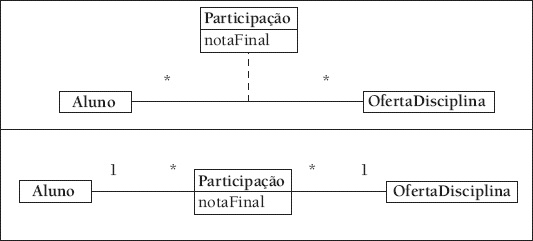 Participação
notaFinal
* *
Aluno OfertaDisciplina
1 * * 1
Participação
Aluno OfertaDisciplina
notaFinal